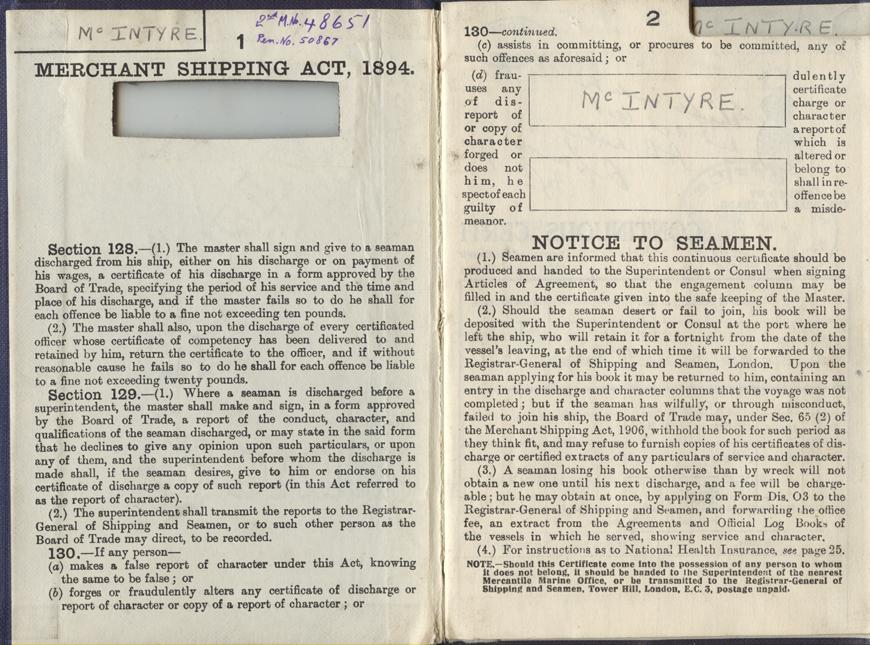 Mc INTYRE.
1
2nd M.No. 48651
Pen. No. 50867
MERCHANT SHIPPING ACT, 1894.
Section 128.—(1.) The master shall sign and give to a seaman
discharged from his ship, either on his discharge or on payment of
his wages, a certificate of his discharge in a form approved by the
Board of Trade, specifying the period of his service and the time and
place of his discharge, and if the master fails so to do he shall for
each offence be liable to a fine not exceeding ten pounds.
(2.) The master shall also, upon the discharge of every certificated
officer whose certificate of competency has been delivered to and
retained by him, return the certificate to the officer, and if without
reasonable cause he fails so to do he shall for each offence be liable
to a fine not exceeding twenty pounds.
Section 129.—(1.) Where a seaman is discharged before a
superintendent, the master shall make and sign, in a form approved
by the Board of Trade, a report of the conduct, character, and
qualifications of the seaman discharged, or may state in the said form
that he declines to give any opinion upon such particulars, or upon
any of them, and the superintendent before whom the discharge is
made shall, if the seaman desires, give to him or endorse on his
certificate of discharge a copy of such report (in this Act referred to
as the report of character).
(2.) The superintendent shall transmit the reports to the Registrar-
General of Shipping and Seamen, or to such other person as the
Board of Trade may direct, to be recorded.
130.—If any person—
(a) makes a false report of character under this Act, knowing
the same to be false ; or
(b) forges or fraudulently alters any certificate of discharge or
report of character or copy of a report of character ; or
2
Mc INTYRE.
130—continued.
(c) assists in committing, or procures to be committed, any of
such offences as aforesaid ; or
(d) frau- dulently
uses any certificate
of dis- charge or
report of character
or copy of a report of
character which is
forged or altered or
does not belong to
him, he shall in re-
spect of each offence be
guilty of a misde-
meanor.
Mc INTYRE.
NOTICE TO SEAMEN.
(1.) Seamen are informed that this continuous certificate should be
produced and handed to the Superintendent or Consul when signing
Articles of Agreement, so that the engagement column may be
filled in and the certificate given into the safe keeping of the Master.
(2.) Should the seaman desert or fail to join, his book will be
deposited with the Superintendent or Consul at the port where he
left the ship, who will retain it for a fortnight from the date of the
vessel's leaving, at the end of which time it will be forwarded to the
Registrar-General of Shipping and Seamen, London. Upon the
seaman applying for his book it may be returned to him, containing an
entry in the discharge and character columns that the voyage was not
completed ; but if the seaman has wilfully, or through misconduct,
failed to join his ship, the Board of Trade may, under Sec. 65 (2) of
the Merchant Shipping Act, 1906, withhold the book for such period as
they think fit, and may refuse to furnish copies of his certificates of dis-
charge or certified extracts of any particulars of service and character.
(3.) A seaman losing his book otherwise than by wreck will not
obtain a new one until his next discharge, and a fee will be charge-
able ; but he may obtain at once, by applying on Form Dis. O3 to the
Registrar-General of Shipping and Seamen, and forwarding the office
fee, an extract from the Agreements and Official Log Books of
the vessels in which he served, showing service and character.
(4.) For instructions as to National Health Insurance, see page 25.
NOTE.—Should this Certificate come into the possession of any person to whom
it does not belong, it should be handed to the Superintendent of the nearest
Mercantile Marine Office, or be transmitted to the Registrar-General of
Shipping and Seamen, Tower Hill, London, E.C. 3, postage unpaid.